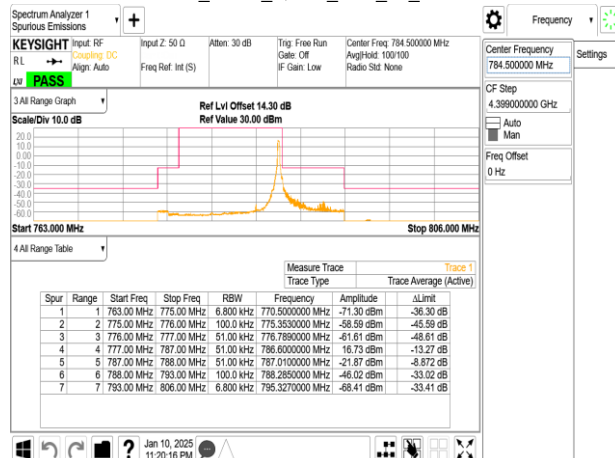 Spectrum Analyzer 1
Spurious Emissions
Frequency
Settings
KEYSIGHT Input: RF Input Z: 50 Ω Atten: 30 dB Trig: Free Run Center Freq: 784.500000 MHz
RL Coupling: DC Gate: Off Avg|Hold: 100/100
Align: Auto Freq Ref: Int (S) IF Gain: Low Radio Std: None
LXI PASS
Center Frequency
784.500000 MHz
CF Step
4.399000000 GHz
Auto
Man
Freq Offset
0 Hz
3 All Range Graph
Scale/Div 10.0 dB
Ref Lvl Offset 14.30 dB
Ref Value 30.00 dBm
20.0
10.0
0.00
-10.0
-20.0
-30.0
-40.0
-50.0
-60.0
Start 763.000 MHz Stop 806.000 MHz
4 All Range Table
Measure Trace Trace 1
Trace Type Trace Average (Active)
Spur Range Start Freq Stop Freq RBW Frequency Amplitude ΔLimit
1 1 763.00 MHz 775.00 MHz 6.800 kHz 770.5000000 MHz -71.30 dBm -36.30 dB
2 2 775.00 MHz 776.00 MHz 100.0 kHz 775.3530000 MHz -58.59 dBm -45.59 dB
3 3 776.00 MHz 777.00 MHz 51.00 kHz 776.7890000 MHz -61.61 dBm -48.61 dB
4 4 777.00 MHz 787.00 MHz 51.00 kHz 786.6000000 MHz 16.73 dBm -13.27 dB
5 5 787.00 MHz 788.00 MHz 51.00 kHz 787.0100000 MHz -21.87 dBm -8.872 dB
6 6 788.00 MHz 793.00 MHz 100.0 kHz 788.2850000 MHz -46.02 dBm -33.02 dB
7 7 793.00 MHz 806.00 MHz 6.800 kHz 795.3270000 MHz -68.41 dBm -33.41 dB
Jan 10, 2025
11:20:16 PM